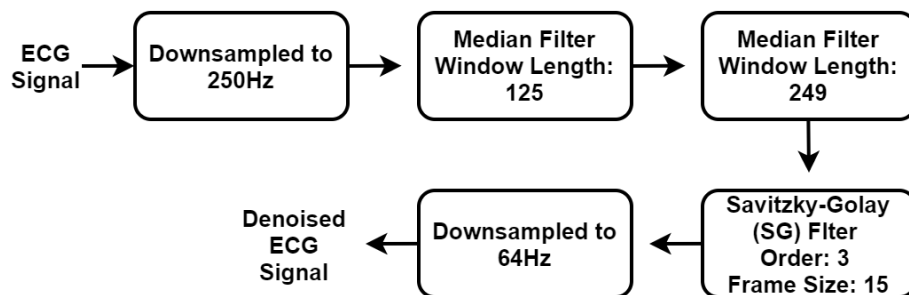 ECG
Signal
Downsampled to
250Hz
Median Filter
Window Length:
125
Median Filter
Window Length:
249
Savitzky-Golay
(SG) Flter
Order: 3
Frame Size: 15
Downsampled to
64Hz
Denoised
ECG
Signal